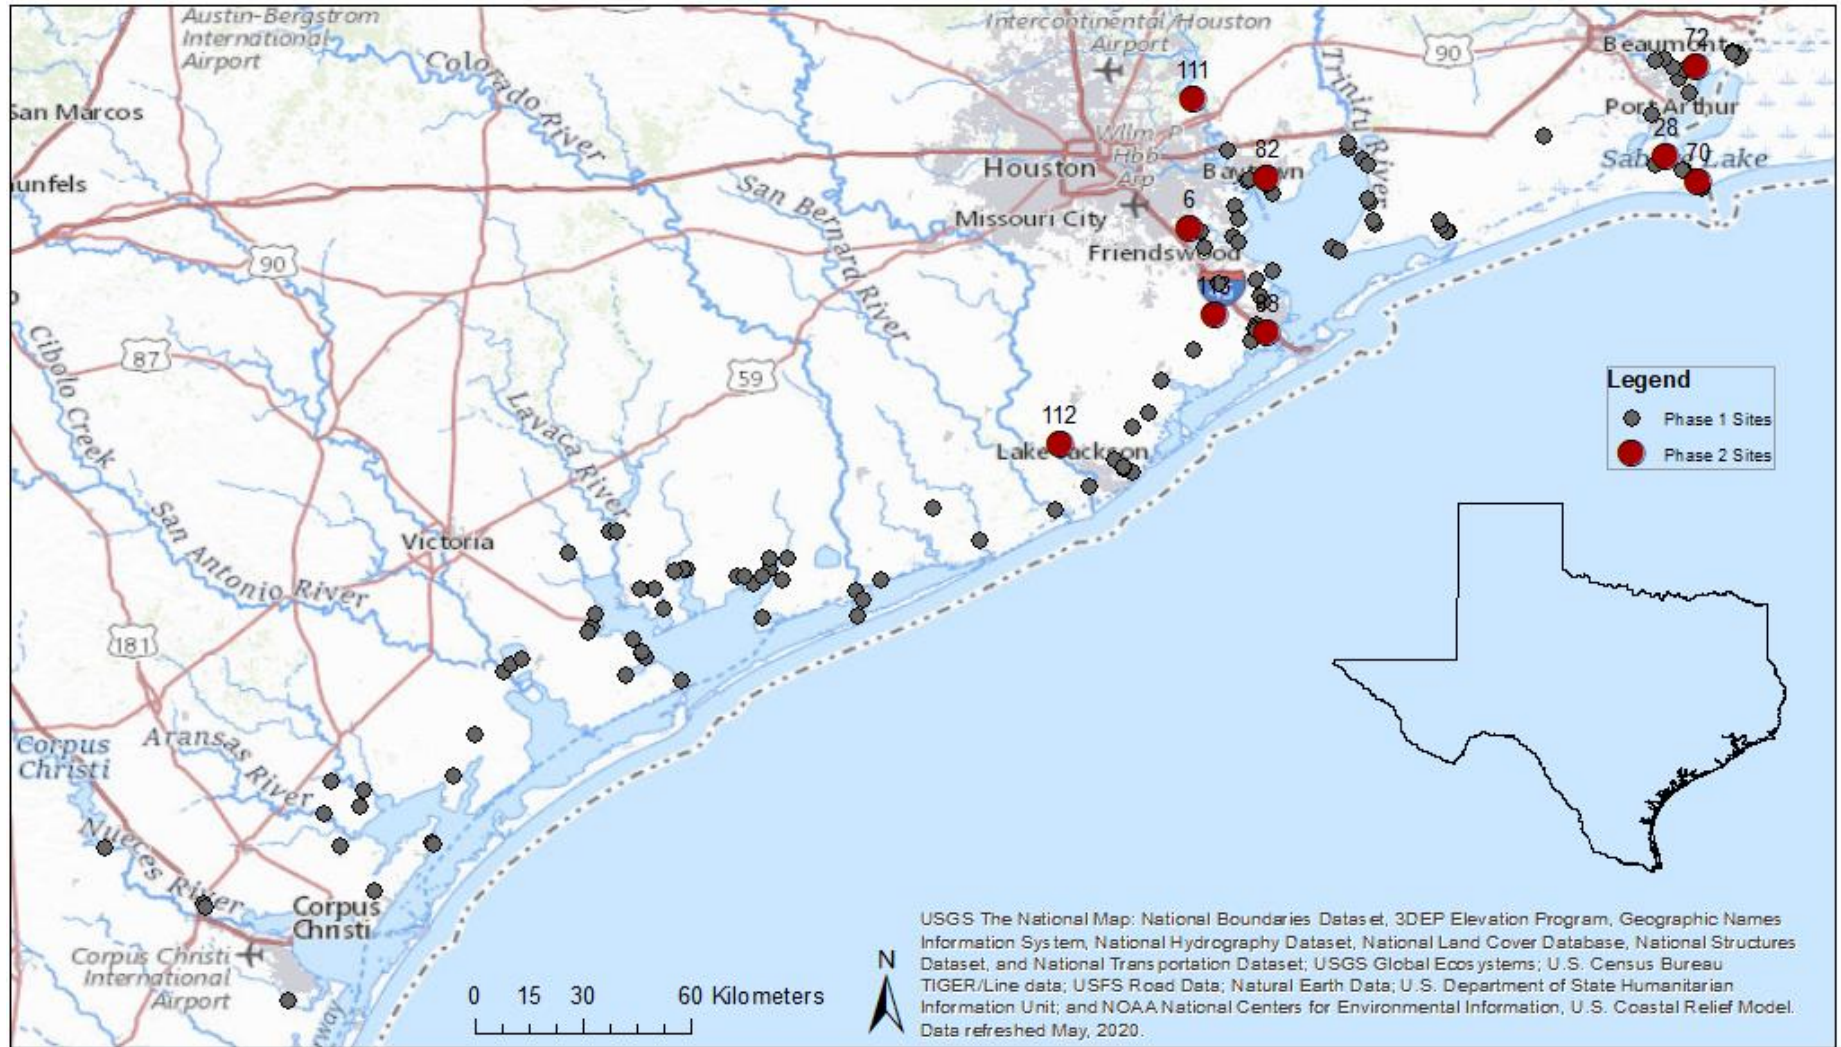 Austin-Bergstrom
International
Airport
Colorado River
San Marcos
90
Intercontinental/Houston
Airport
111
Wllm P
Hbb
Arp
Houston
Missouri City
Friendswood
6
82
Baytown
Trinity River
90
Beaumont
72
Port Arthur
28
70
Sabine Lake
San Bernard River
90
87
Cibolo Creek
59
Lavaca River
112
Lake Jackson
Legend
Phase 1 Sites
Phase 2 Sites
San Antonio River
Victoria
181
Corpus
Christi
Aransas River
Nueces River
Corpus
Christi
Corpus Christi
International
Airport
0 15 30 60 Kilometers
N
USGS The National Map: National Boundaries Dataset, 3DEP Elevation Program, Geographic Names
Information System, National Hydrography Dataset, National Land Cover Database, National Structures
Dataset, and National Transportation Dataset; USGS Global Ecosystems; U.S. Census Bureau
TIGER/Line data; USFS Road Data; Natural Earth Data; U.S. Department of State Humanitarian
Information Unit; and NOAA National Centers for Environmental Information, U.S. Coastal Relief Model.
Data refreshed May, 2020.